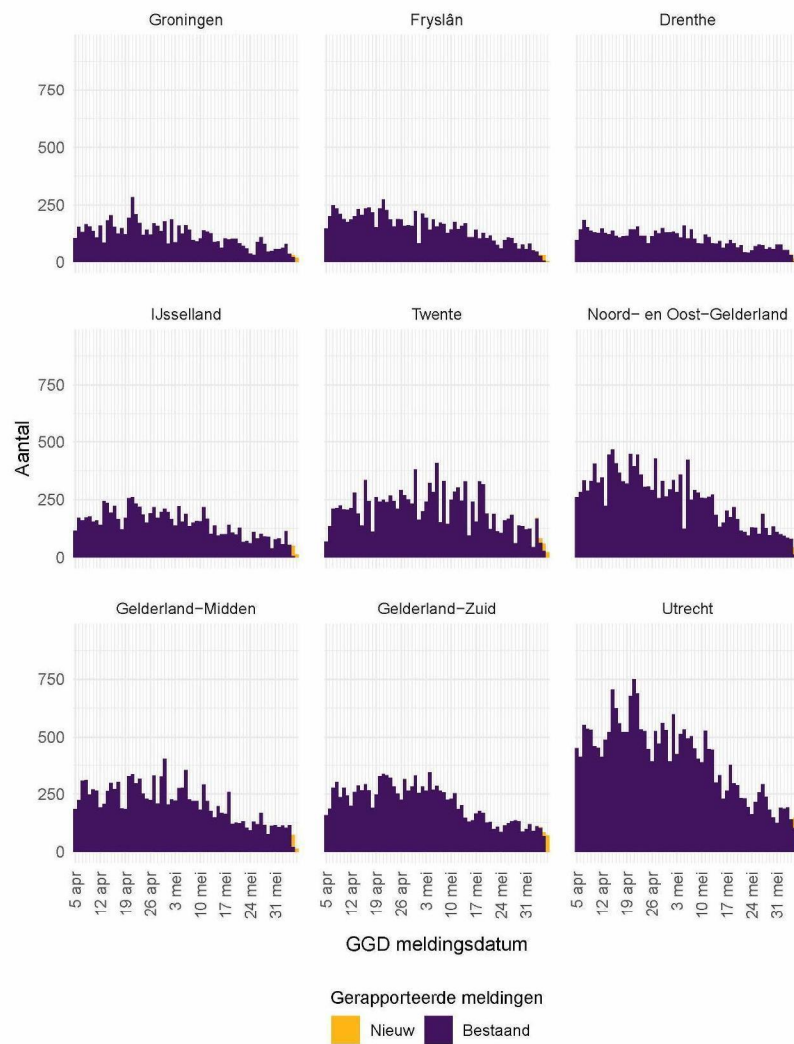 Groningen
Fryslân
Drenthe
750
500
250
0
IJsselland
Twente
Noord− en Oost−Gelderland
750
500
250
0
Aantal
Gelderland−Midden
Gelderland−Zuid
Utrecht
750
500
250
0
5 apr
12 apr
19 apr
26 apr
3 mei
10 mei
17 mei
24 mei
31 mei
5 apr
12 apr
19 apr
26 apr
3 mei
10 mei
17 mei
24 mei
31 mei
5 apr
12 apr
19 apr
26 apr
3 mei
10 mei
17 mei
24 mei
31 mei
GGD meldingsdatum
Gerapporteerde meldingen
Nieuw
Bestaand